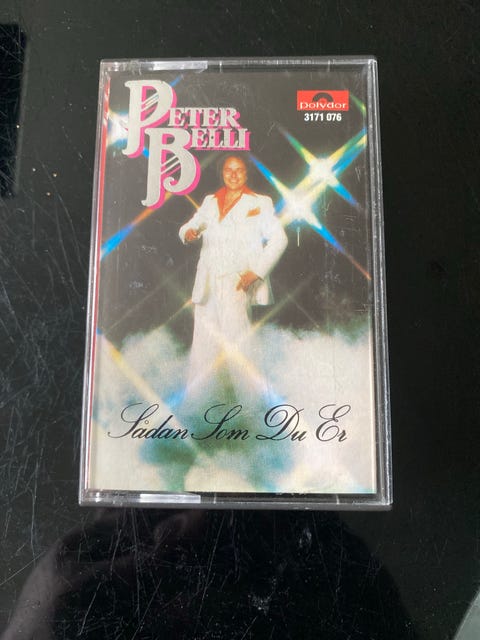 PETER
BELLI
polydor
3171 076
Sådan Som Du Er